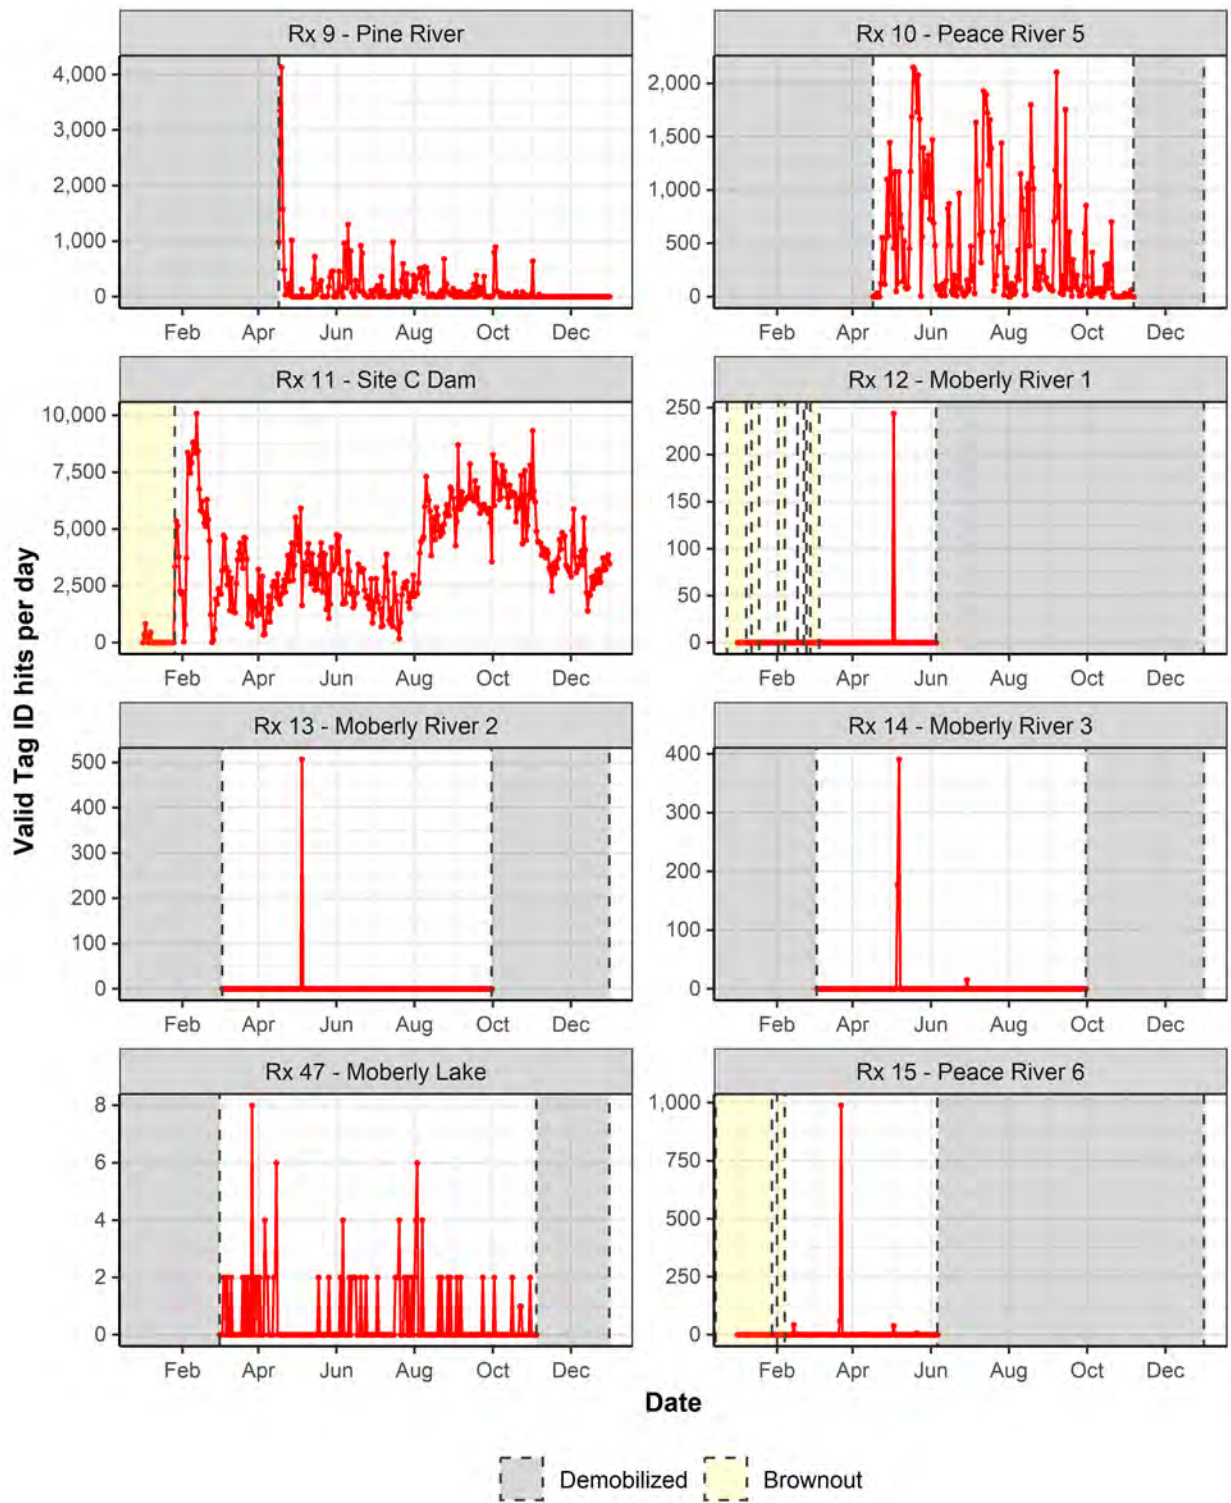 Rx 9 - Pine River
4,000
3,000
2,000
1,000
0
Feb Apr Jun Aug Oct Dec
Rx 10 - Peace River 5
2,000
1,500
1,000
500
0
Feb Apr Jun Aug Oct Dec
Rx 11 - Site C Dam
10,000
7,500
5,000
2,500
0
Feb Apr Jun Aug Oct Dec
Rx 12 - Moberly River 1
250
200
150
100
50
0
Feb Apr Jun Aug Oct Dec
Valid Tag ID hits per day
Rx 13 - Moberly River 2
500
400
300
200
100
0
Feb Apr Jun Aug Oct Dec
Rx 14 - Moberly River 3
400
300
200
100
0
Feb Apr Jun Aug Oct Dec
Rx 47 - Moberly Lake
8
6
4
2
0
Feb Apr Jun Aug Oct Dec
Rx 15 - Peace River 6
1,000
750
500
250
0
Feb Apr Jun Aug Oct Dec
Date
Demobilized Brownout